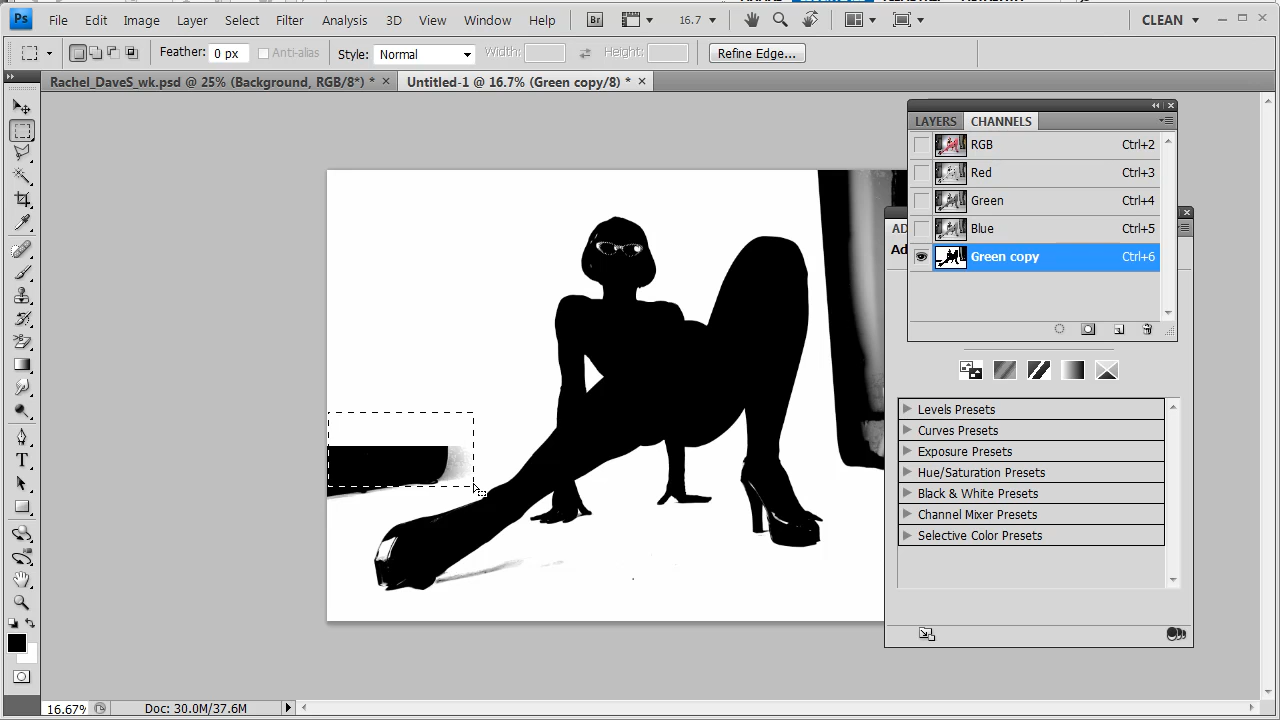 Ps File Edit Image Layer Select Filter Analysis 3D View Window Help Br 16.7 CLEAN
Feather: 0 px Anti-alias Style: Normal Width: Height: Refine Edge...
Rachel_DaveS_wk.psd @ 25% (Background, RGB/8*) * Untitled-1 @ 16.7% (Green copy/8) *
LAYERS CHANNELS
RGB Ctrl+2
Red Ctrl+3
Green Ctrl+4
Blue Ctrl+5
Green copy Ctrl+6
Levels Presets
Curves Presets
Exposure Presets
Hue/Saturation Presets
Black & White Presets
Channel Mixer Presets
Selective Color Presets
T
16.67% Doc: 30.0M/37.6M